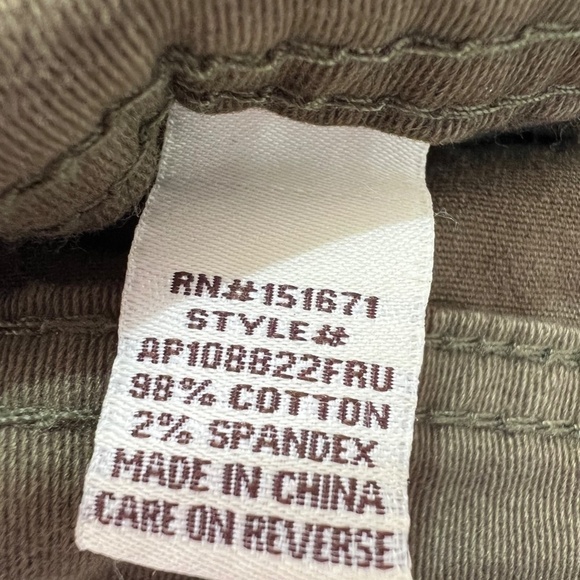 RN#151671
STYLE#
AP108822FRU
98% COTTON
2% SPANDEX
MADE IN CHINA
CARE ON REVERSE